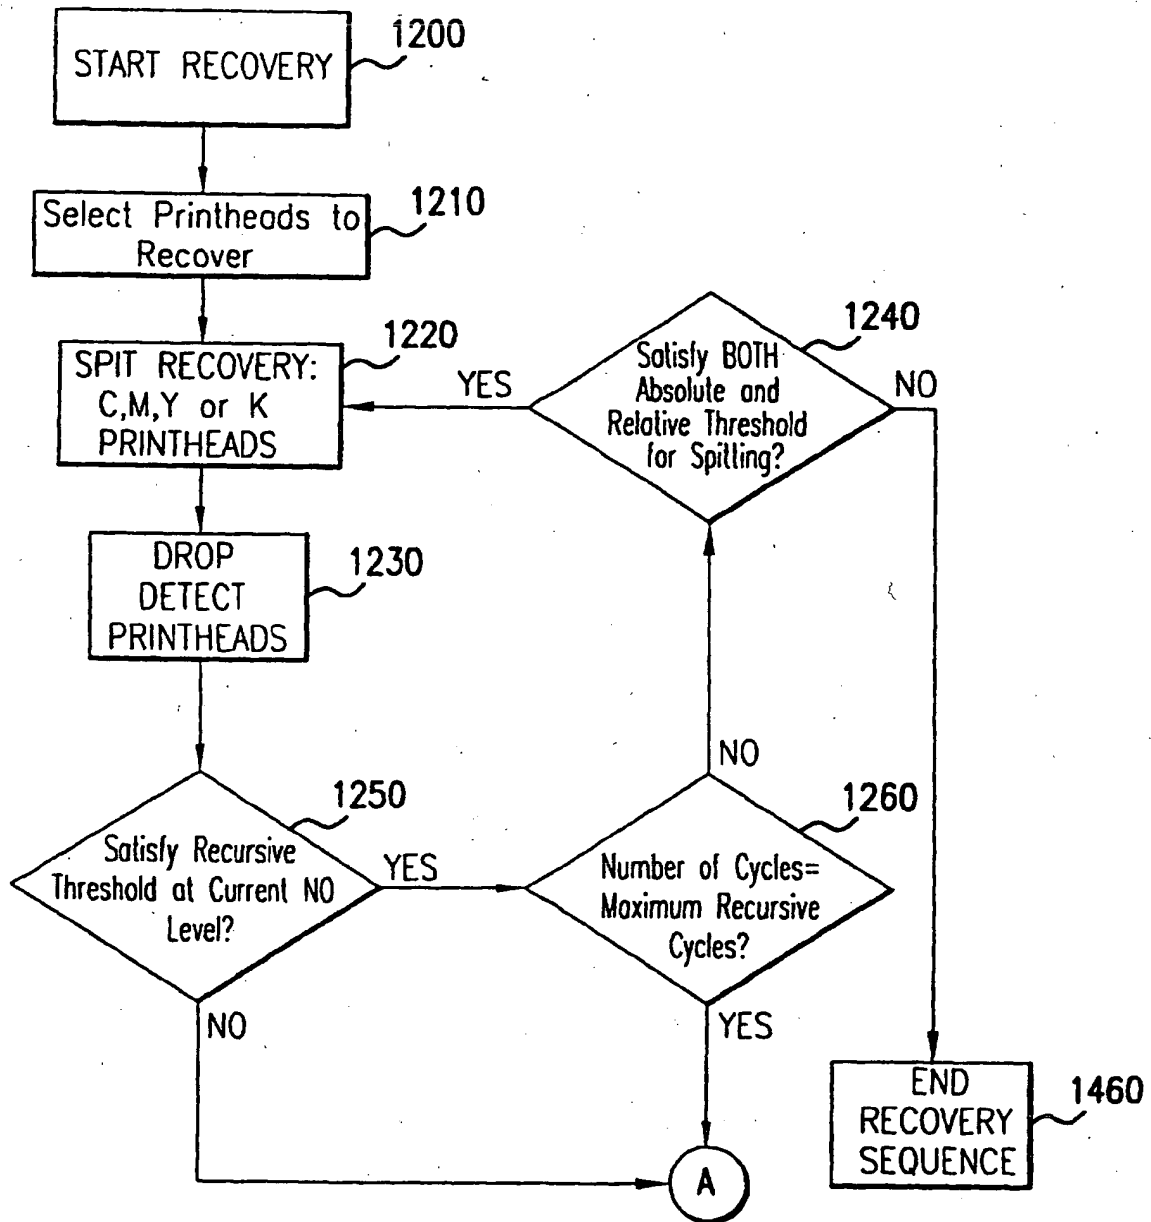 START RECOVERY
1200
Select Printheads to
Recover
1210
SPIT RECOVERY:
C,M,Y or K
PRINTHEADS
1220
YES
Satisfy BOTH
Absolute and
Relative Threshold
for Spitting?
1240
NO
DROP
DETECT
PRINTHEADS
1230
NO
Satisfy Recursive
Threshold at Current NO
Level?
1250
YES
Number of Cycles=
Maximum Recursive
Cycles?
1260
NO
YES
END
RECOVERY
SEQUENCE
1460
A